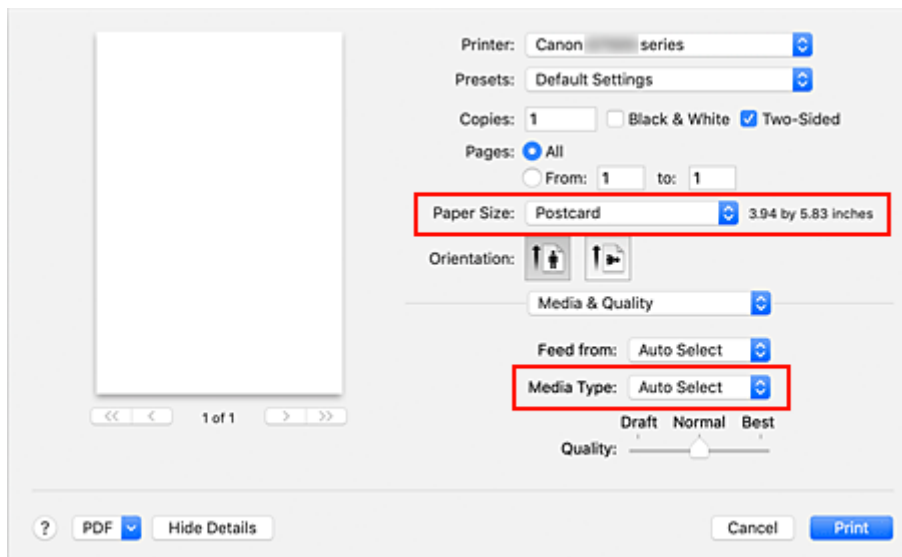 Printer: Canon series
Presets: Default Settings
Copies: 1 Black & White Two-Sided
Pages: All
From: 1 to: 1
Paper Size: Postcard 3.94 by 5.83 inches
Orientation:
Media & Quality
Feed from: Auto Select
Media Type: Auto Select
Draft Normal Best
Quality:
<< < 1 of 1 > >>
? PDF Hide Details Cancel Print